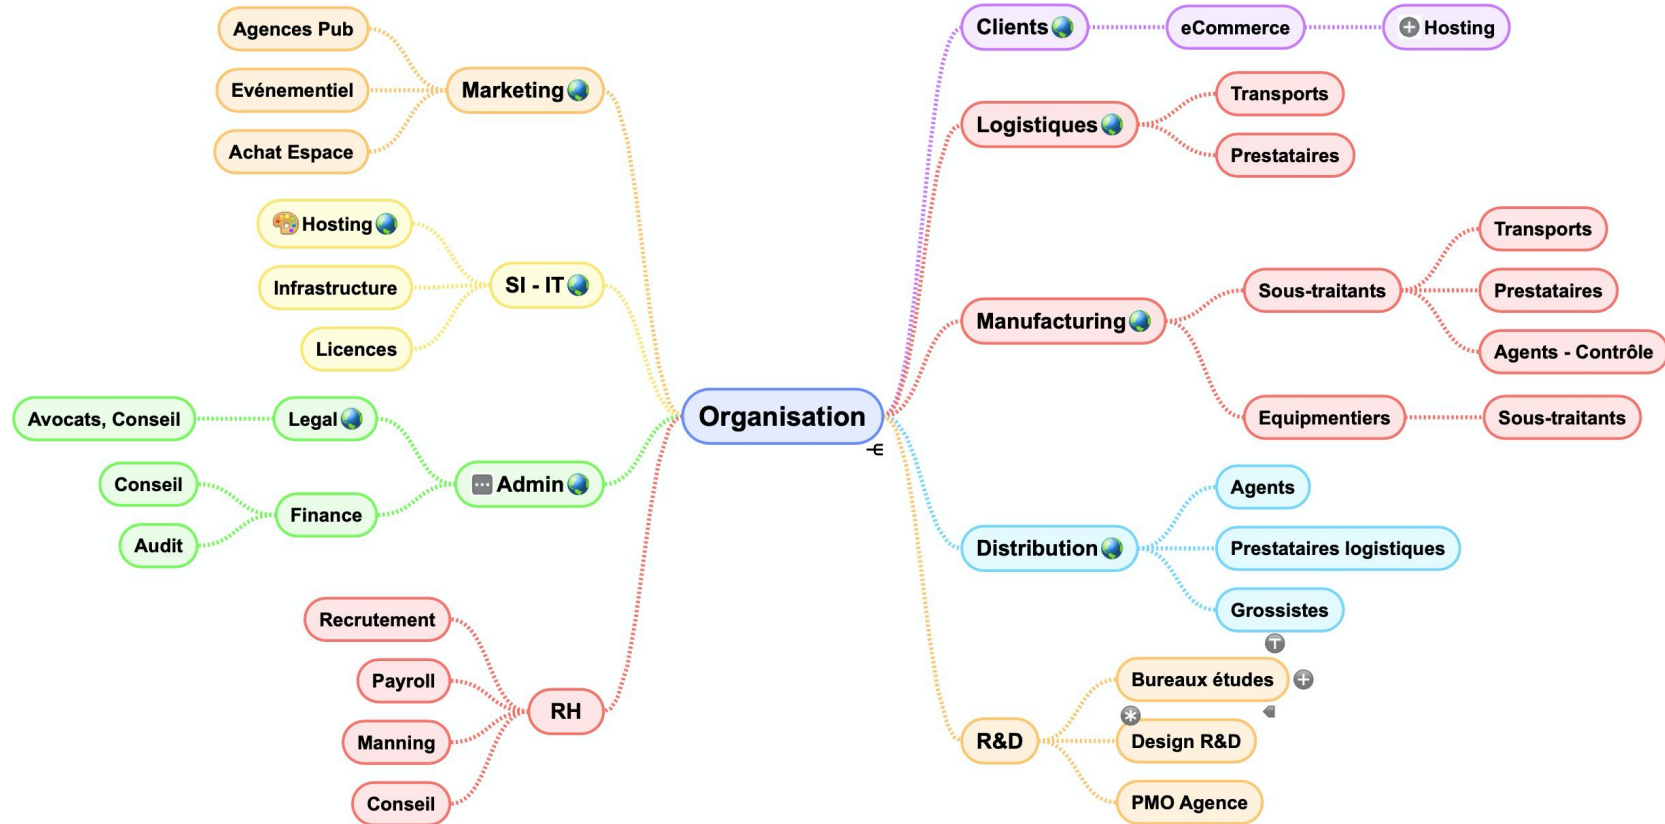 Agences Pub
Evénementiel
Achat Espace
Marketing
Hosting
Infrastructure
Licences
SI - IT
Avocats, Conseil
Legal
Conseil
Audit
Finance
Admin
Recrutement
Payroll
Manning
Conseil
RH
Organisation
Clients
eCommerce
Hosting
Logistiques
Transports
Prestataires
Manufacturing
Sous-traitants
Transports
Prestataires
Agents - Contrôle
Equipmentiers
Sous-traitants
Distribution
Agents
Prestataires logistiques
Grossistes
T
R&D
Bureaux études
Design R&D
PMO Agence